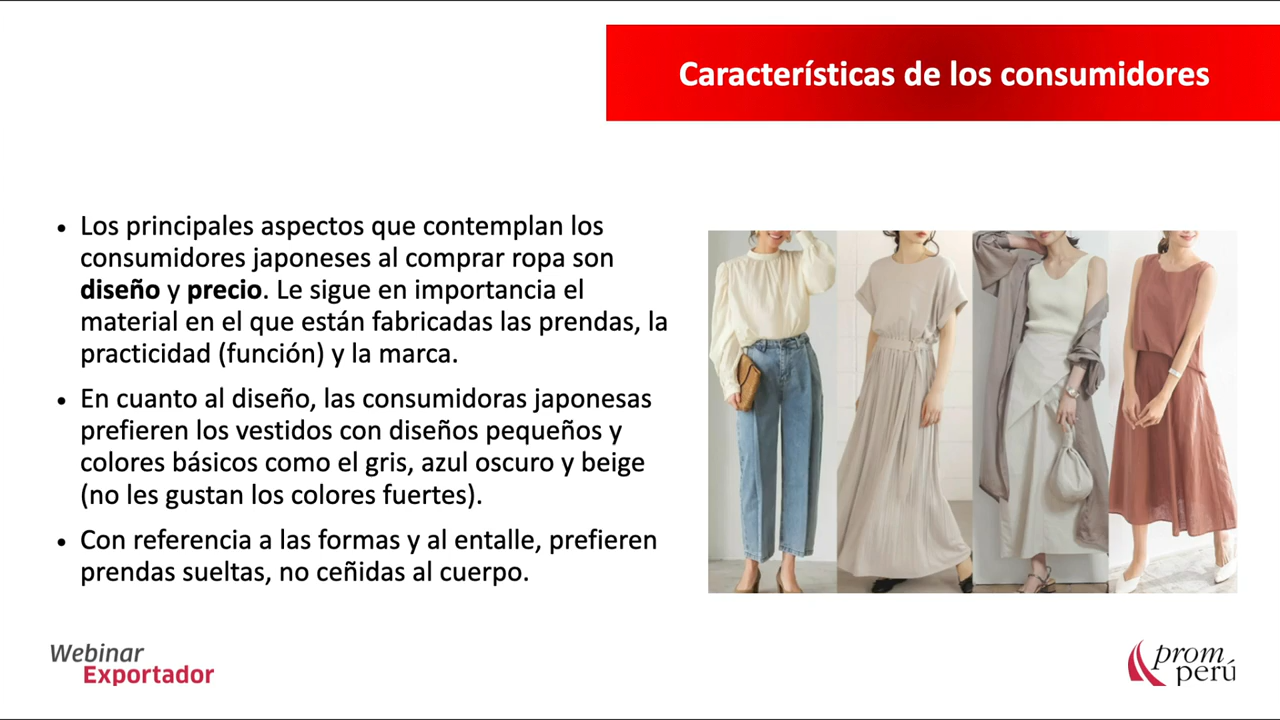 Características de los consumidores
• Los principales aspectos que contemplan los
consumidores japoneses al comprar ropa son
diseño y precio. Le sigue en importancia el
material en el que están fabricadas las prendas, la
practicidad (función) y la marca.
• En cuanto al diseño, las consumidoras japonesas
prefieren los vestidos con diseños pequeños y
colores básicos como el gris, azul oscuro y beige
(no les gustan los colores fuertes).
• Con referencia a las formas y al entalle, prefieren
prendas sueltas, no ceñidas al cuerpo.
Webinar
Exportador
prom
perú